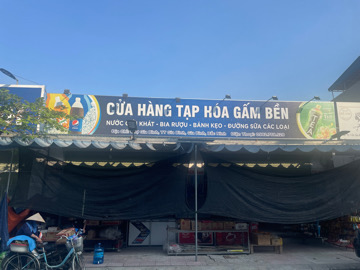 CỬA HÀNG TẠP HÓA GẤM BỀN
NƯỚC GIẢI KHÁT - BIA RƯỢU - BÁNH KẸO - ĐƯỜNG SỮA CÁC LOẠI